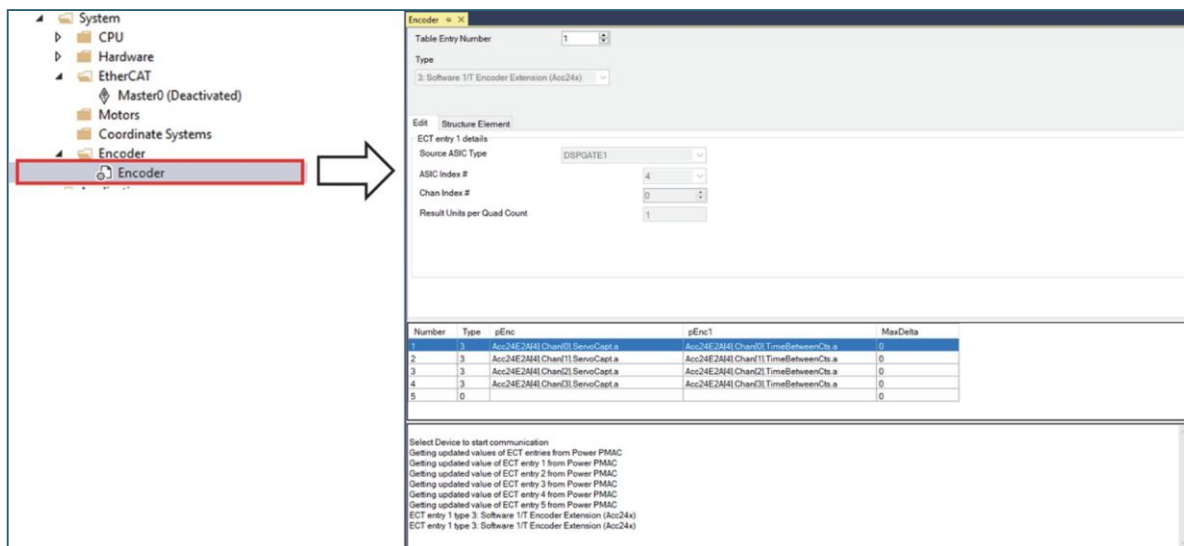 System
CPU
Hardware
EtherCAT
Master0 (Deactivated)
Motors
Coordinate Systems
Encoder
Encoder
Encoder
Table Entry Number 1
Type
3: Software 1/T Encoder Extension (Acc24x)
Edit Structure Element
ECT entry 1 details
Source ASIC Type DSPGATE1
ASIC Index # 4
Chan Index # 0
Result Units per Quad Count 1
Number Type pEnc pEnc1 MaxDelta
1 3 Acc24E2A[4].Chan[0].ServoCapt.a Acc24E2A[4].Chan[0].TimeBetweenCts.a 0
2 3 Acc24E2A[4].Chan[1].ServoCapt.a Acc24E2A[4].Chan[1].TimeBetweenCts.a 0
3 3 Acc24E2A[4].Chan[2].ServoCapt.a Acc24E2A[4].Chan[2].TimeBetweenCts.a 0
4 3 Acc24E2A[4].Chan[3].ServoCapt.a Acc24E2A[4].Chan[3].TimeBetweenCts.a 0
5 0 0
Select Device to start communication
Getting updated values of ECT entries from Power PMAC
Getting updated value of ECT entry 1 from Power PMAC
Getting updated value of ECT entry 2 from Power PMAC
Getting updated value of ECT entry 3 from Power PMAC
Getting updated value of ECT entry 4 from Power PMAC
Getting updated value of ECT entry 5 from Power PMAC
ECT entry 1 type 3: Software 1/T Encoder Extension (Acc24x)
ECT entry 1 type 3: Software 1/T Encoder Extension (Acc24x)